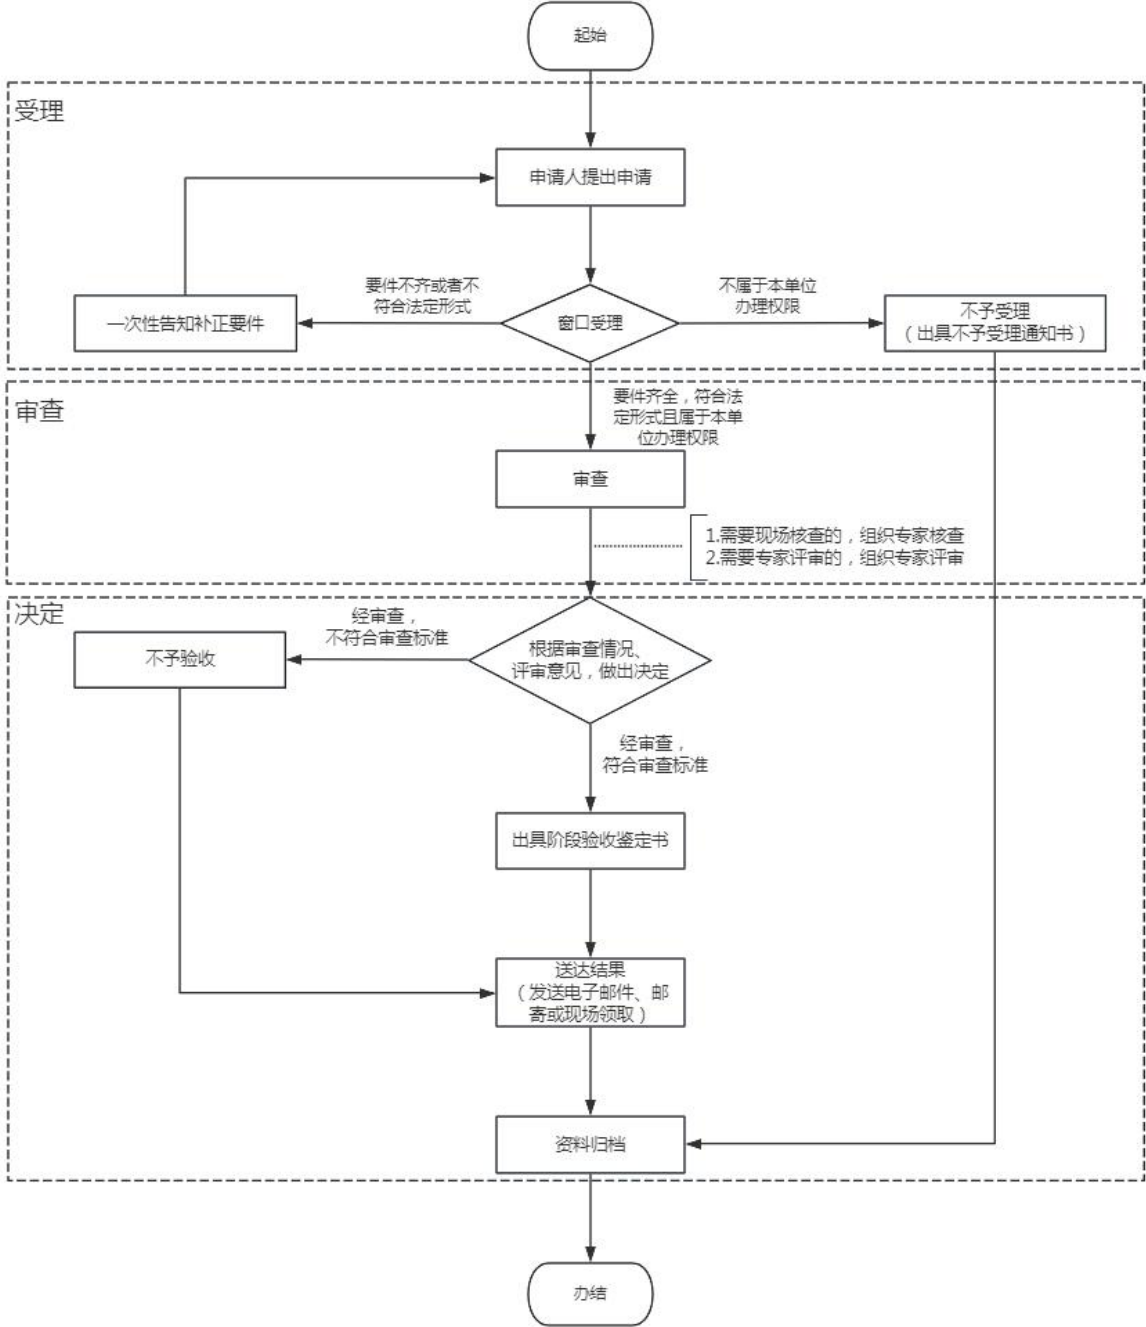 起始
受理
申请人提出申请
要件不齐或者不
符合法定形式
不属于本单位
办理权限
一次性告知补正要件
窗口受理
不予受理
（出具不予受理通知书）
审查
要件齐全，符合法
定形式且属于本单
位办理权限
审查
1.需要现场核查的，组织专家核查
2.需要专家评审的，组织专家评审
决定
经审查，
不符合审查标准
不予验收
根据审查情况、
评审意见，做出决定
经审查，
符合审查标准
出具阶段验收鉴定书
送达结果
（发送电子邮件、邮
寄或现场领取）
资料归档
办结